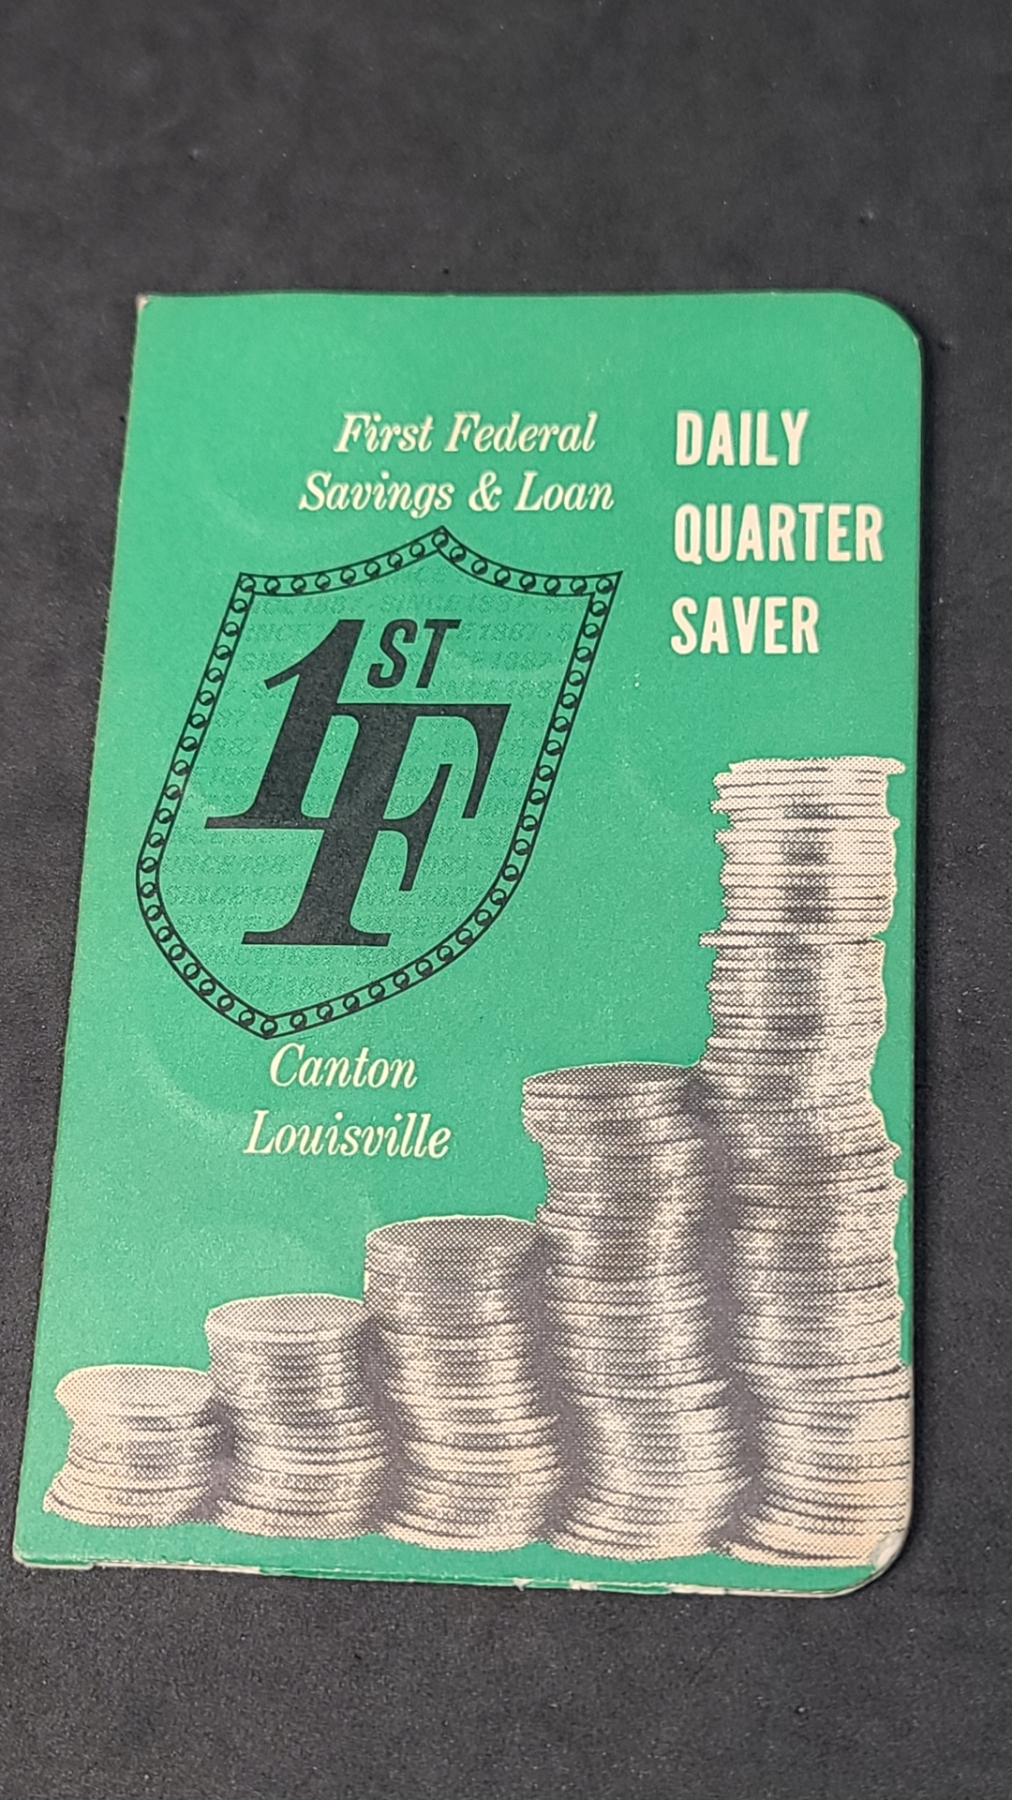 First Federal
Savings & Loan
DAILY
QUARTER
SAVER
1ST
F
Canton
Louisville